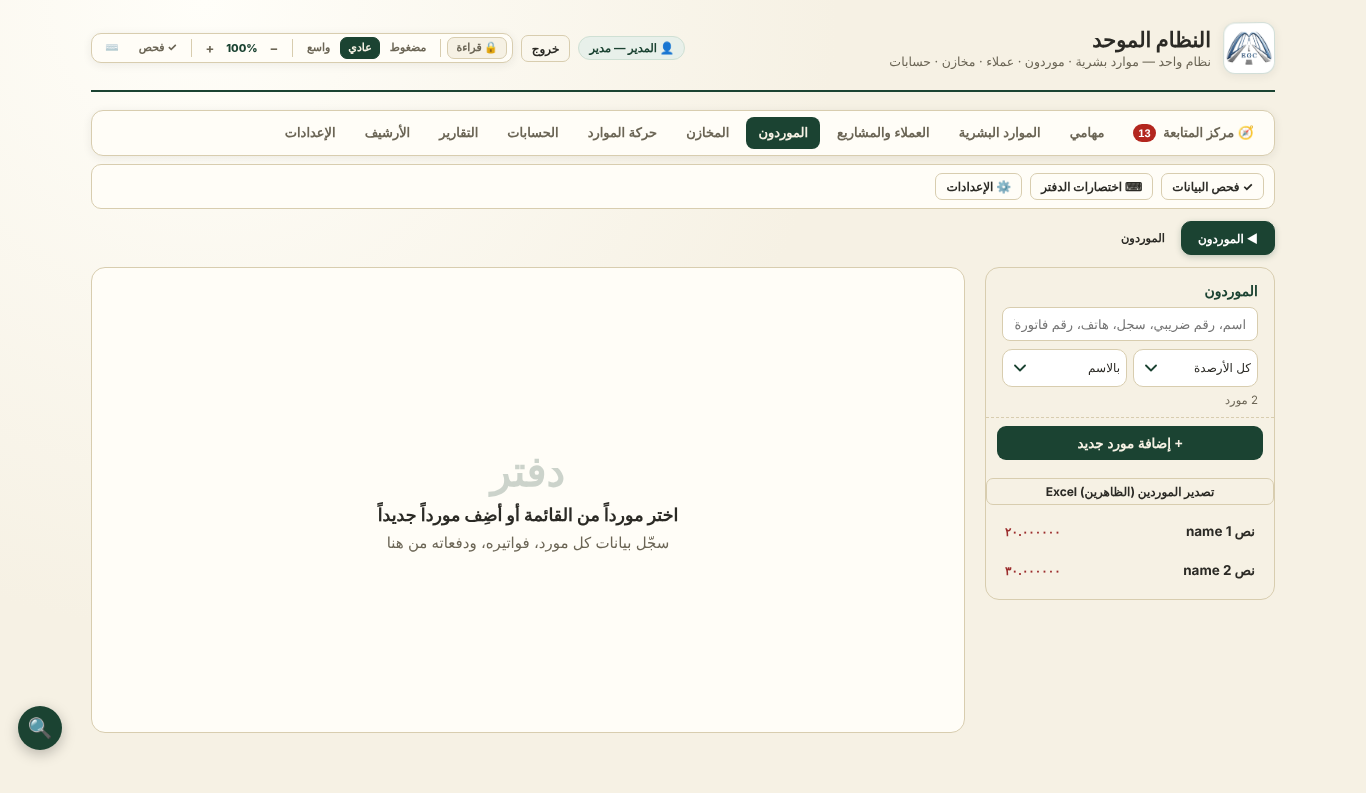 النظام الموحد
نظام واحد — موارد بشرية · موردون · عملاء · مخازن · حسابات
ROC
👤 المدير — مدير
خروج
🔒 قراءة
مضغوط
عادي
واسع
− 100% +
✓ فحص
🧭 مركز المتابعة 13
مهامي
الموارد البشرية
العملاء والمشاريع
الموردون
المخازن
حركة الموارد
الحسابات
التقارير
الأرشيف
الإعدادات
✓ فحص البيانات
⌨ اختصارات الدفتر
⚙️ الإعدادات
◀ الموردون
الموردون
الموردون
اسم، رقم ضريبي، سجل، هاتف، رقم فاتورة
كل الأرصدة
بالاسم
2 مورد
+ إضافة مورد جديد
تصدير الموردين (الظاهرين) Excel
نص name 1
٢٠.٠٠٠٠٠٠
نص name 2
٣٠.٠٠٠٠٠٠
دفتر
اختر مورداً من القائمة أو أضِف مورداً جديداً
سجّل بيانات كل مورد، فواتيره، ودفعاته من هنا